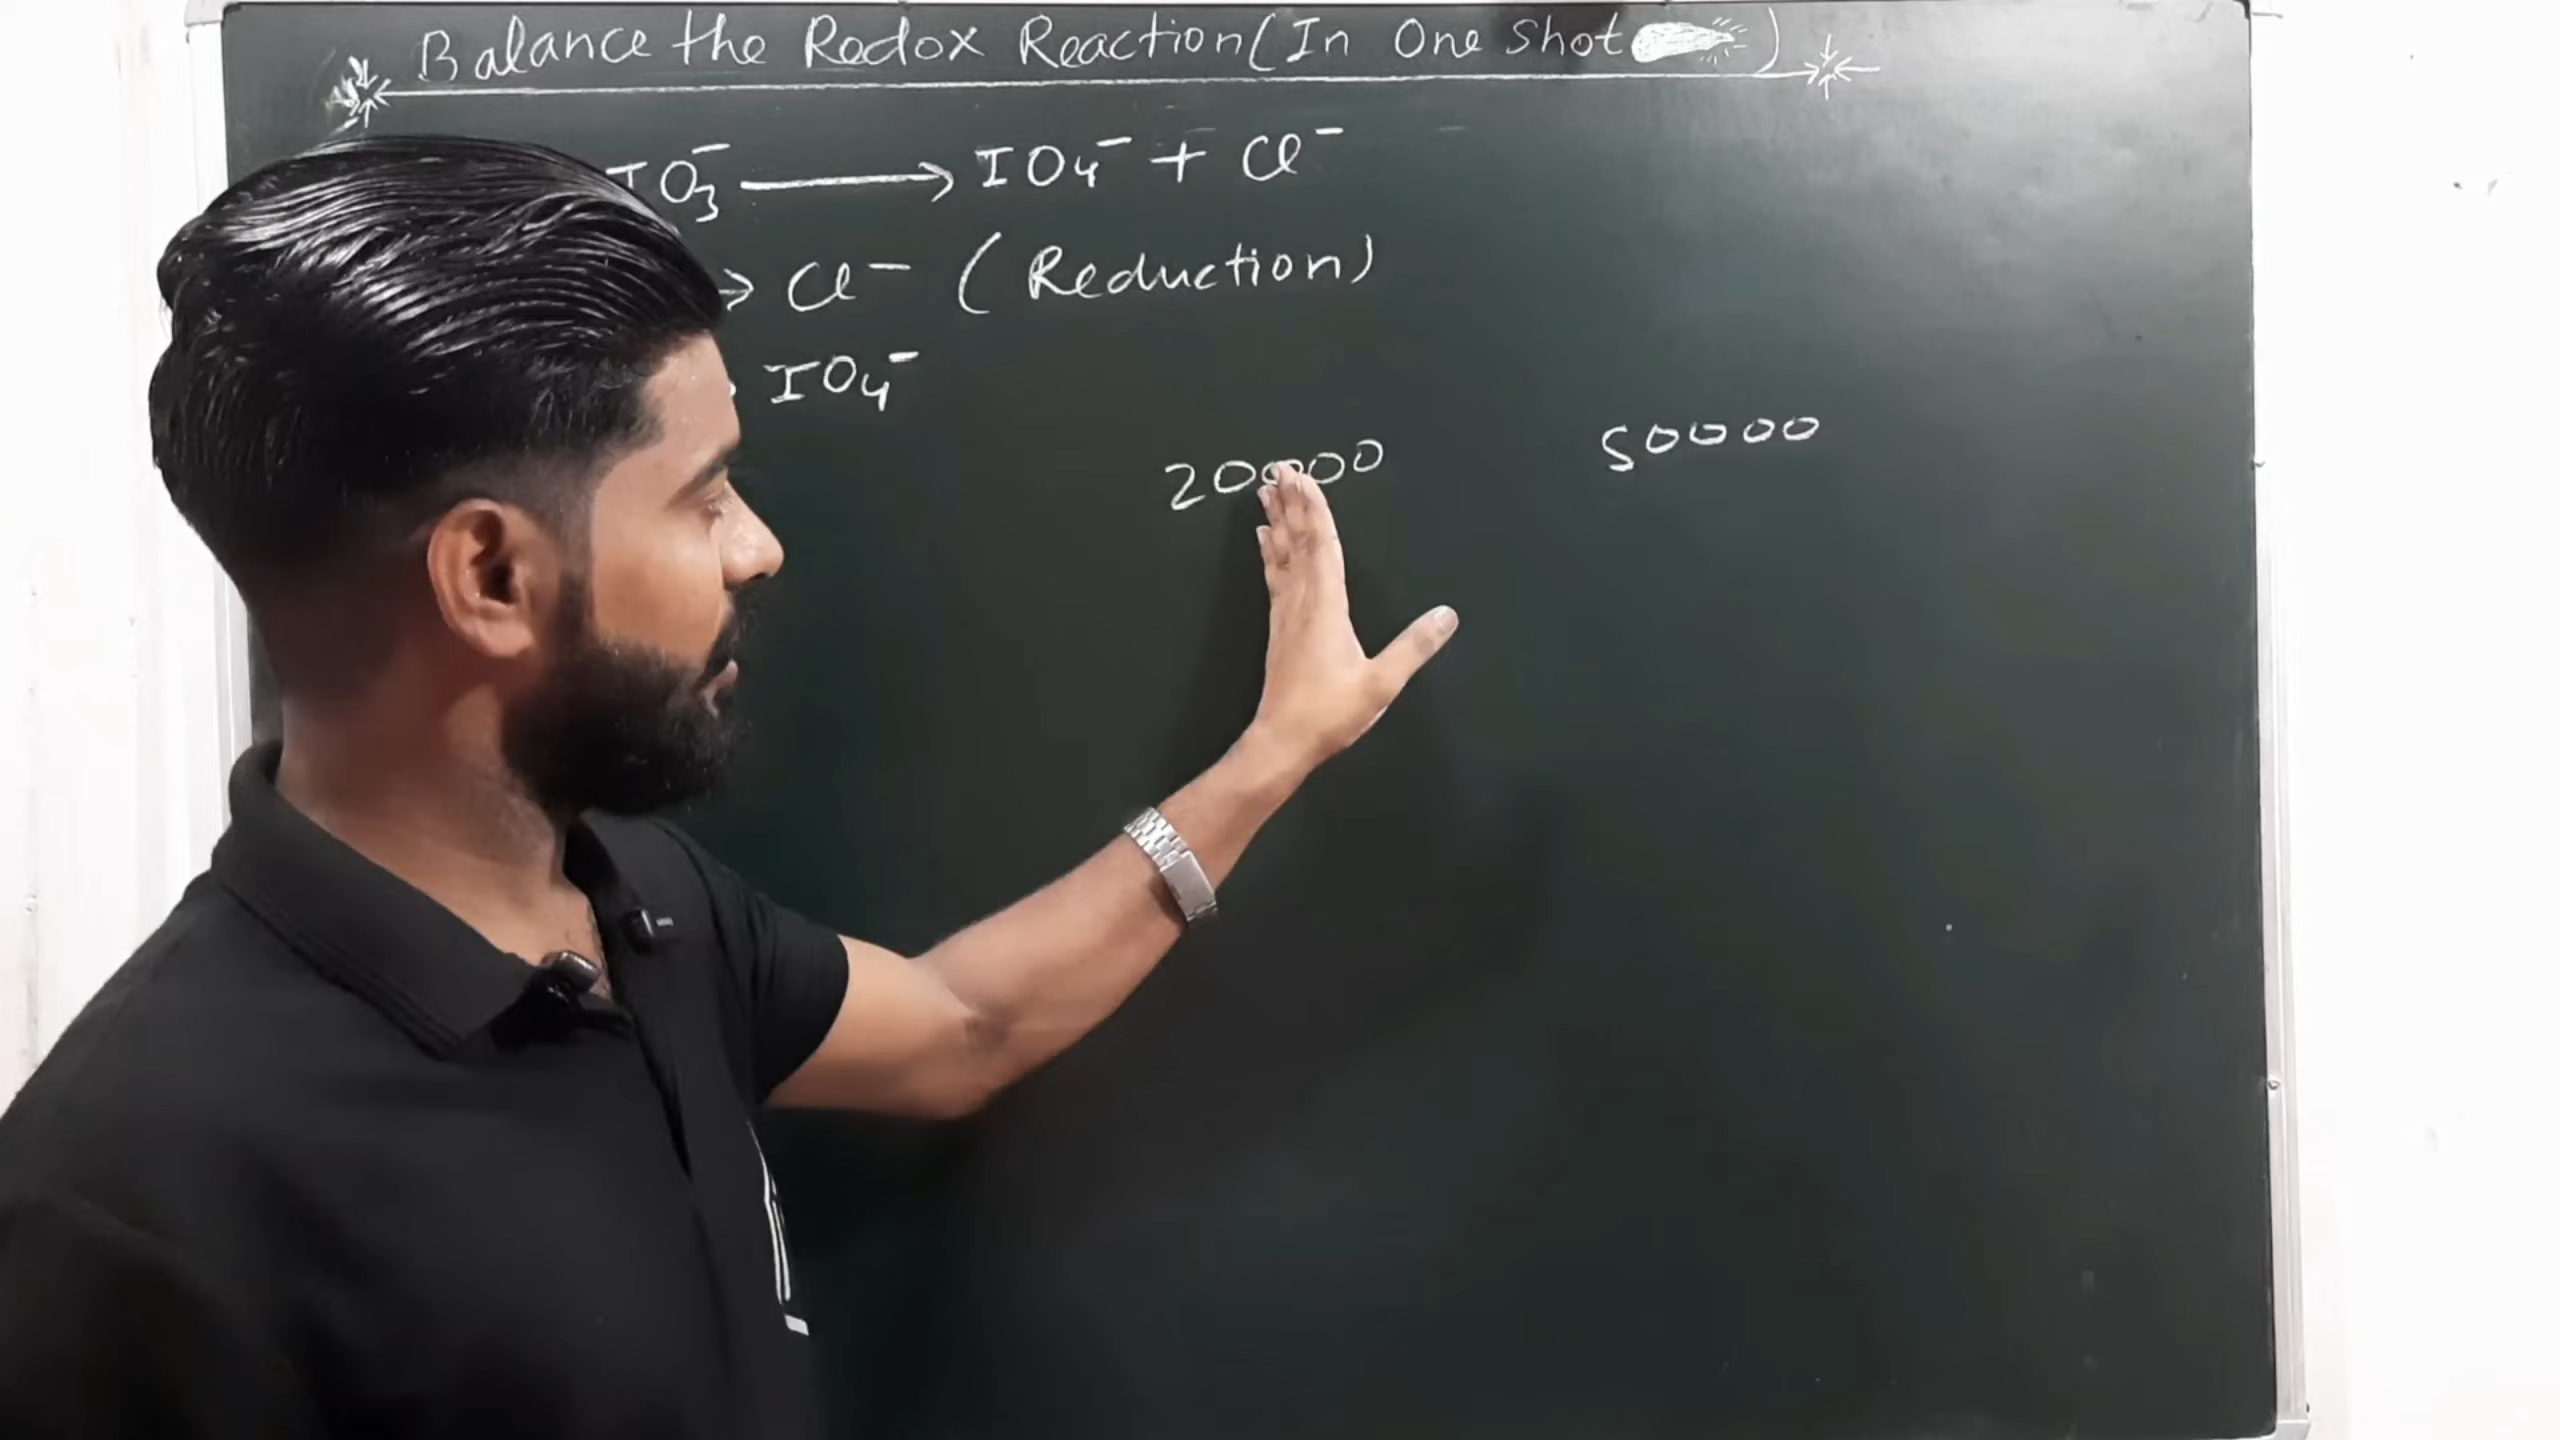 Balance the Redox Reaction (In One Shot )
IO₃⁻ ⟶ IO₄⁻ + Cl⁻
→ Cl⁻ (Reduction)
IO₄⁻
20000 50000